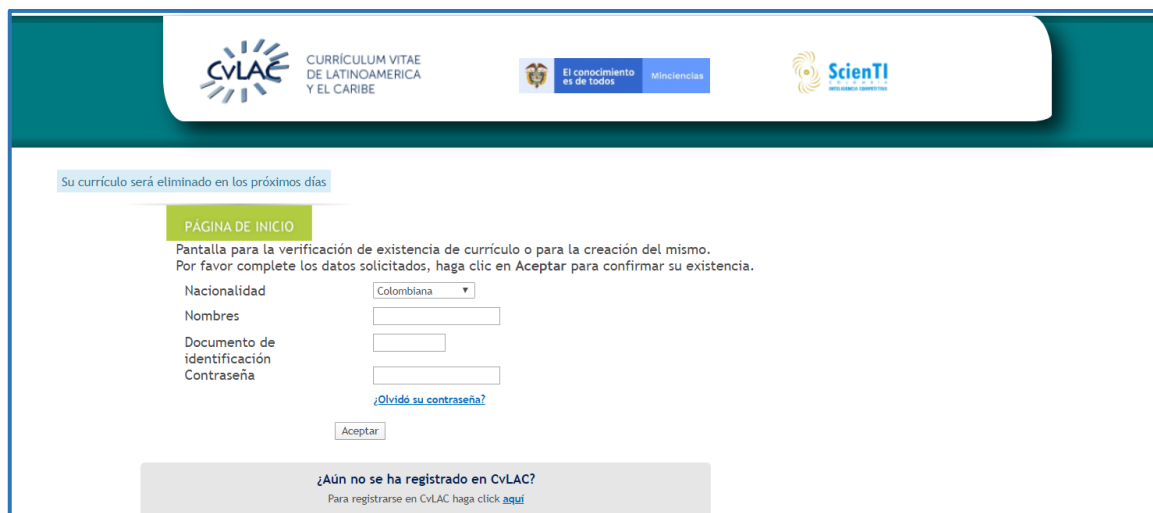 CvLAC
CURRÍCULUM VITAE
DE LATINOAMERICA
Y EL CARIBE
El conocimiento
es de todos
Minciencias
ScienTI
COLOMBIA
INTELIGENCIA COMPETITIVA
Su currículo será eliminado en los próximos días
PÁGINA DE INICIO
Pantalla para la verificación de existencia de currículo o para la creación del mismo.
Por favor complete los datos solicitados, haga clic en Aceptar para confirmar su existencia.
Nacionalidad Colombiana
Nombres
Documento de
identificación
Contraseña
¿Olvidó su contraseña?
Aceptar
¿Aún no se ha registrado en CvLAC?
Para registrarse en CvLAC haga click aquí